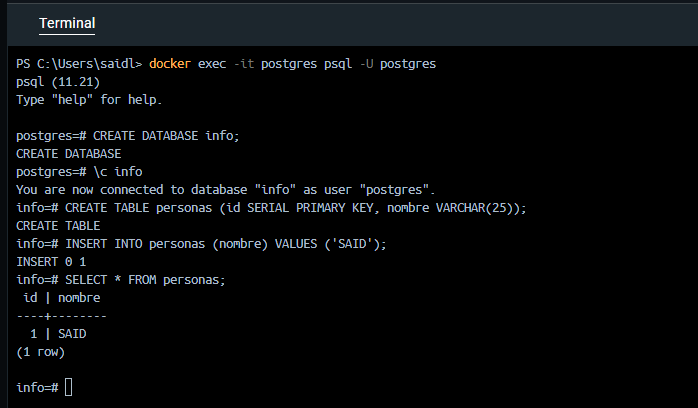 Terminal
PS C:\Users\saidl> docker exec -it postgres psql -U postgres
psql (11.21)
Type "help" for help.

postgres=# CREATE DATABASE info;
CREATE DATABASE
postgres=# \c info
You are now connected to database "info" as user "postgres".
info=# CREATE TABLE personas (id SERIAL PRIMARY KEY, nombre VARCHAR(25));
CREATE TABLE
info=# INSERT INTO personas (nombre) VALUES ('SAID');
INSERT 0 1
info=# SELECT * FROM personas;
 id | nombre
----+--------
  1 | SAID
(1 row)

info=#